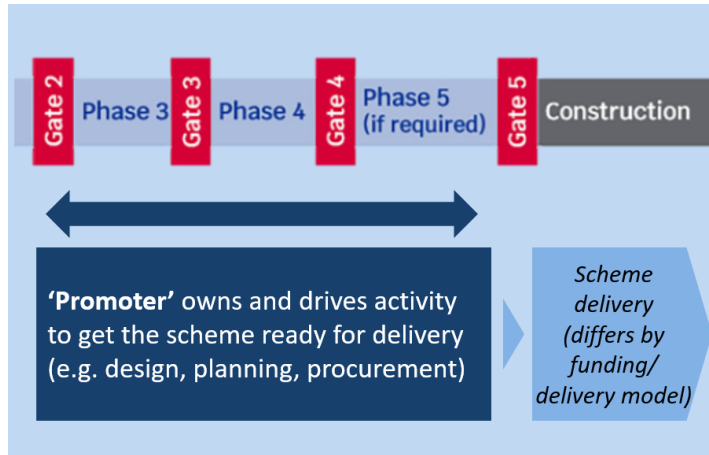 Gate 2
Phase 3
Gate 3
Phase 4
Gate 4
Phase 5
(if required)
Gate 5
Construction
‘Promoter’ owns and drives activity
to get the scheme ready for delivery
(e.g. design, planning, procurement)
Scheme
delivery
(differs by
funding/
delivery model)